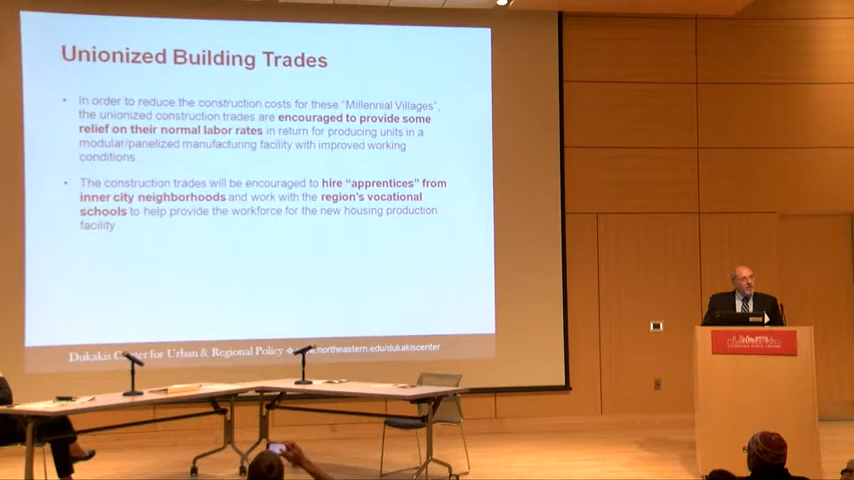 Unionized Building Trades
• In order to reduce the construction costs for these "Millennial Villages",
the unionized construction trades are encouraged to provide some
relief on their normal labor rates in return for producing units in a
modular/panelized manufacturing facility with improved working
conditions
• The construction trades will be encouraged to hire "apprentices" from
inner city neighborhoods and work with the region's vocational
schools to help provide the workforce for the new housing production
facility
Dukakis for Urban & Regional Policy northeastern.edu/dukakiscenter